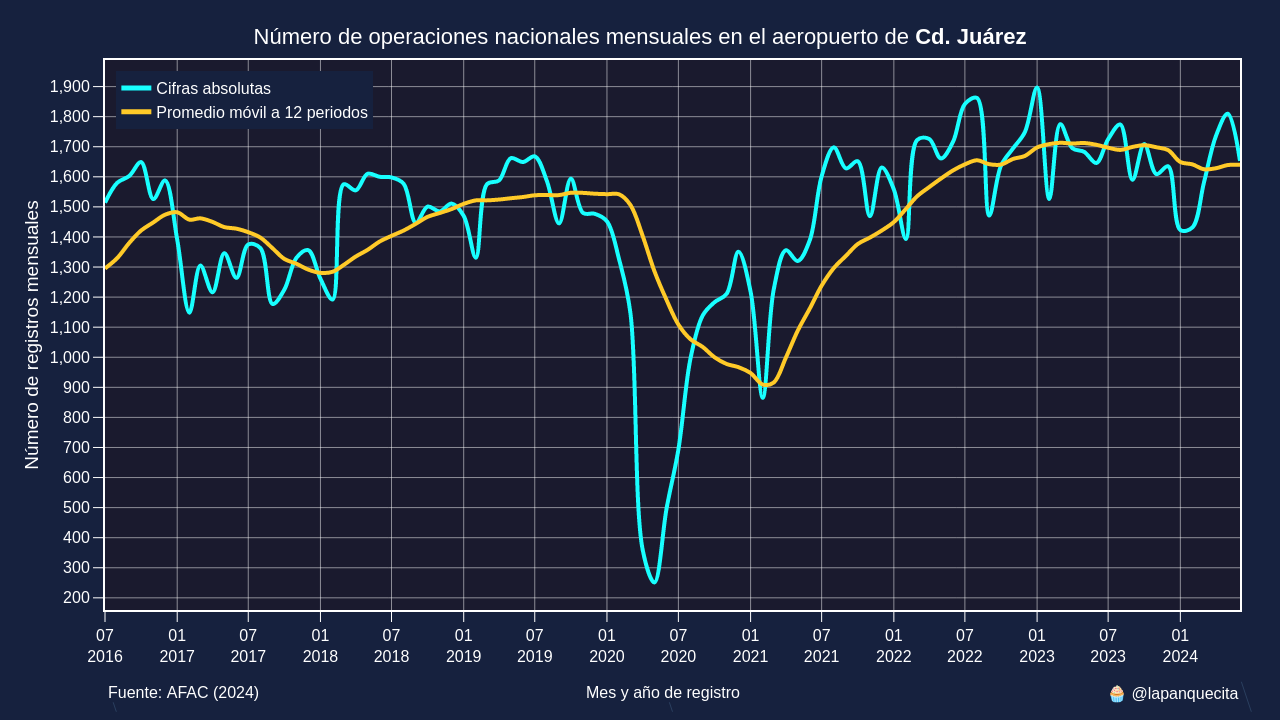 Número de operaciones nacionales mensuales en el aeropuerto de Cd. Juárez
Cifras absolutas
Promedio móvil a 12 periodos
Número de registros mensuales
1,900
1,800
1,700
1,600
1,500
1,400
1,300
1,200
1,100
1,000
900
800
700
600
500
400
300
200
07 01 07 01 07 01 07 01 07 01 07 01 07 01 07 01
2016 2017 2017 2018 2018 2019 2019 2020 2020 2021 2021 2022 2022 2023 2023 2024
Fuente: AFAC (2024) Mes y año de registro 🧁 @lapanquecita